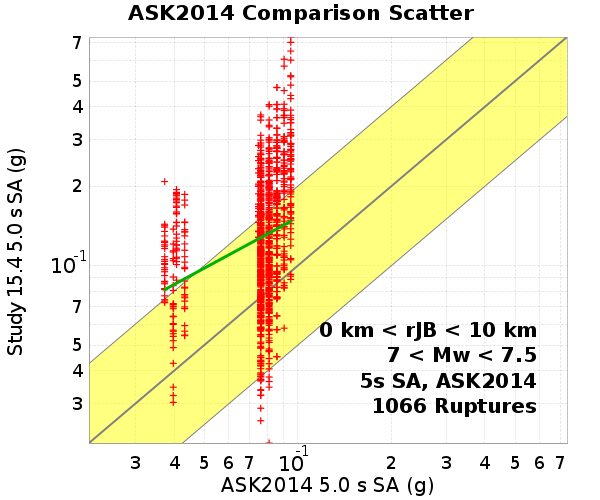 ASK2014 Comparison Scatter
Study 15.4 5.0 s SA (g)
7
5
4
3
2
10-1
7
5
4
3
0 km < rJB < 10 km
7 < Mw < 7.5
5s SA, ASK2014
1066 Ruptures
3 4 5 6 7 10-1 2 3 4 5 6 7
ASK2014 5.0 s SA (g)